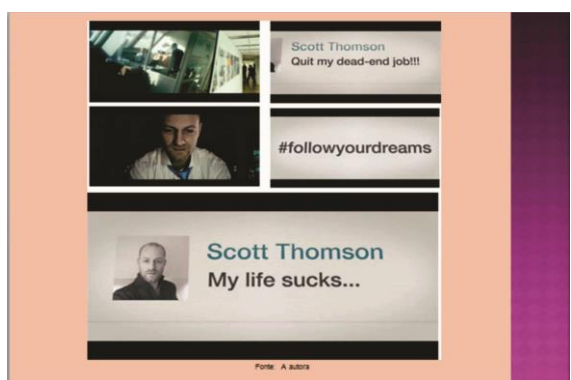 Scott Thomson
Quit my dead-end job!!!
#followyourdreams
Scott Thomson
My life sucks...
Fonte: A autora